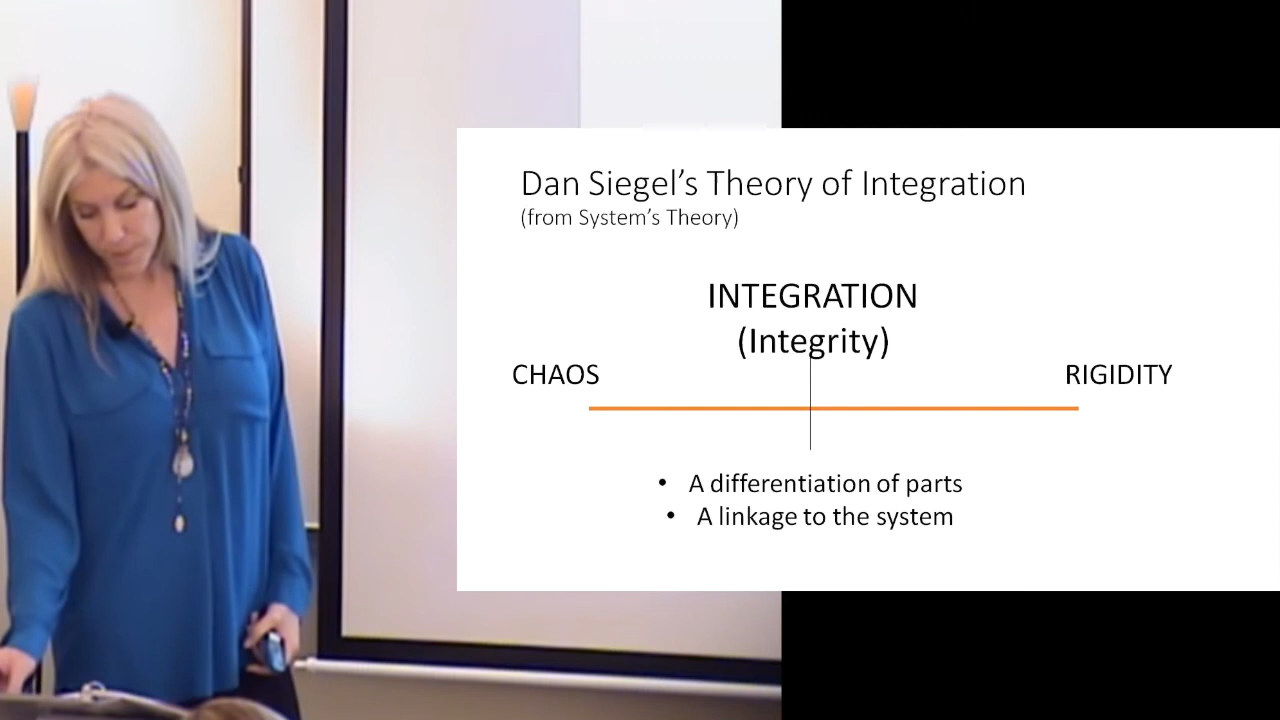 Dan Siegel's Theory of Integration
(from System's Theory)
INTEGRATION
(Integrity)
CHAOS
RIGIDITY
• A differentiation of parts
• A linkage to the system